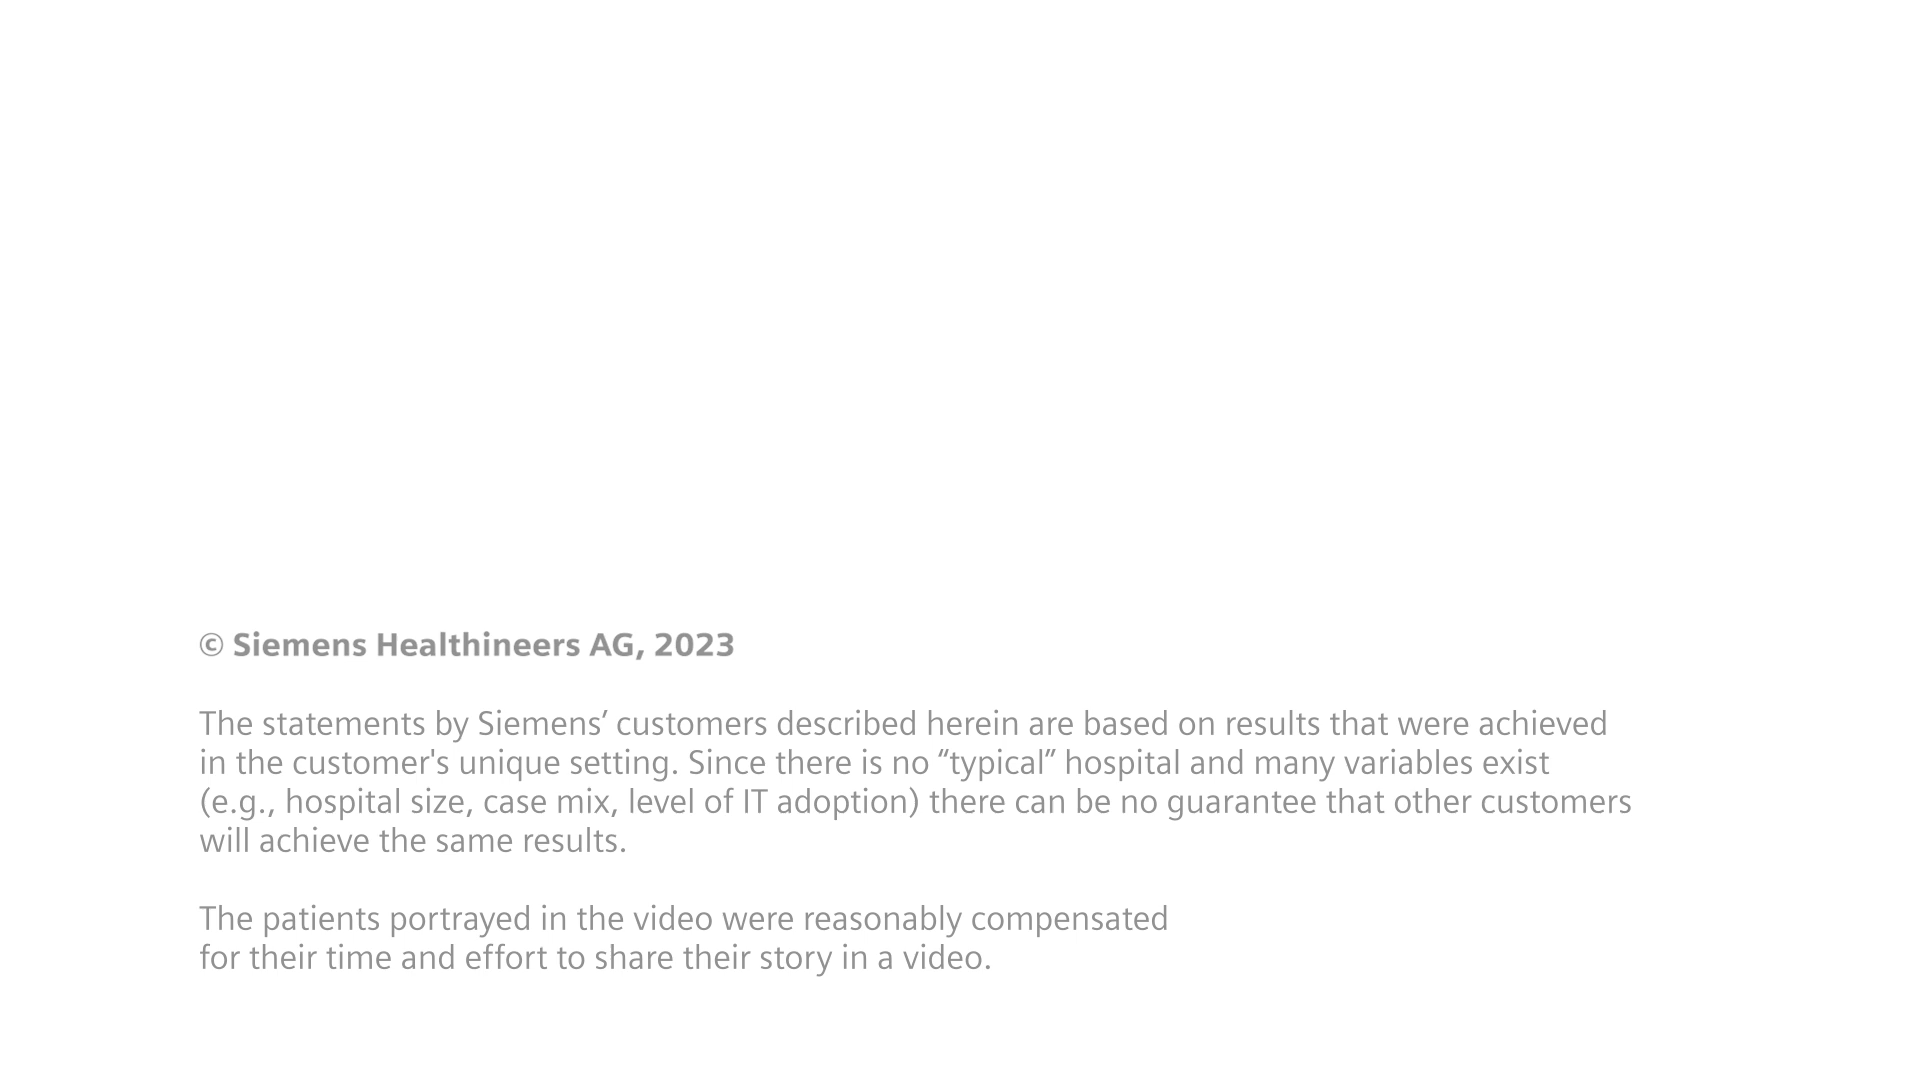 © Siemens Healthineers AG, 2023
The statements by Siemens’ customers described herein are based on results that were achieved
in the customer's unique setting. Since there is no “typical” hospital and many variables exist
(e.g., hospital size, case mix, level of IT adoption) there can be no guarantee that other customers
will achieve the same results.
The patients portrayed in the video were reasonably compensated
for their time and effort to share their story in a video.